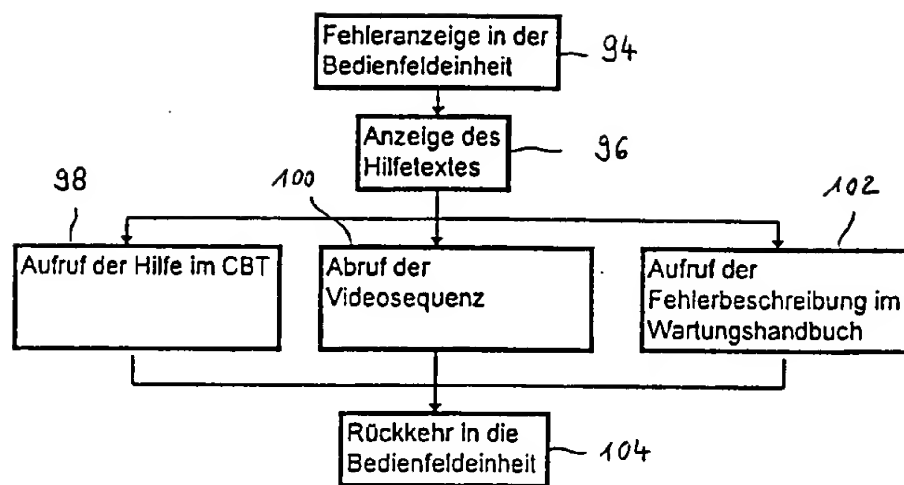 Fehleranzeige in der
Bedienfeldeinheit
94
Anzeige des
Hilfetextes
96
98
100
102
Aufruf der Hilfe im CBT
Abruf der
Videosequenz
Aufruf der
Fehlerbeschreibung im
Wartungshandbuch
Rückkehr in die
Bedienfeldeinheit
104